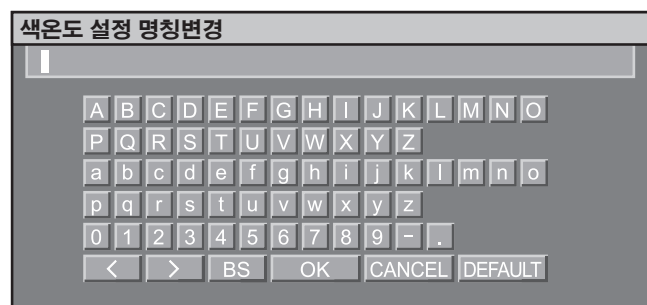 색온도 설정 명칭변경
A B C D E F G H I J K L M N O
P Q R S T U V W X Y Z
a b c d e f g h i j k l m n o
p q r s t u v w x y z
0 1 2 3 4 5 6 7 8 9 - .
< > BS OK CANCEL DEFAULT